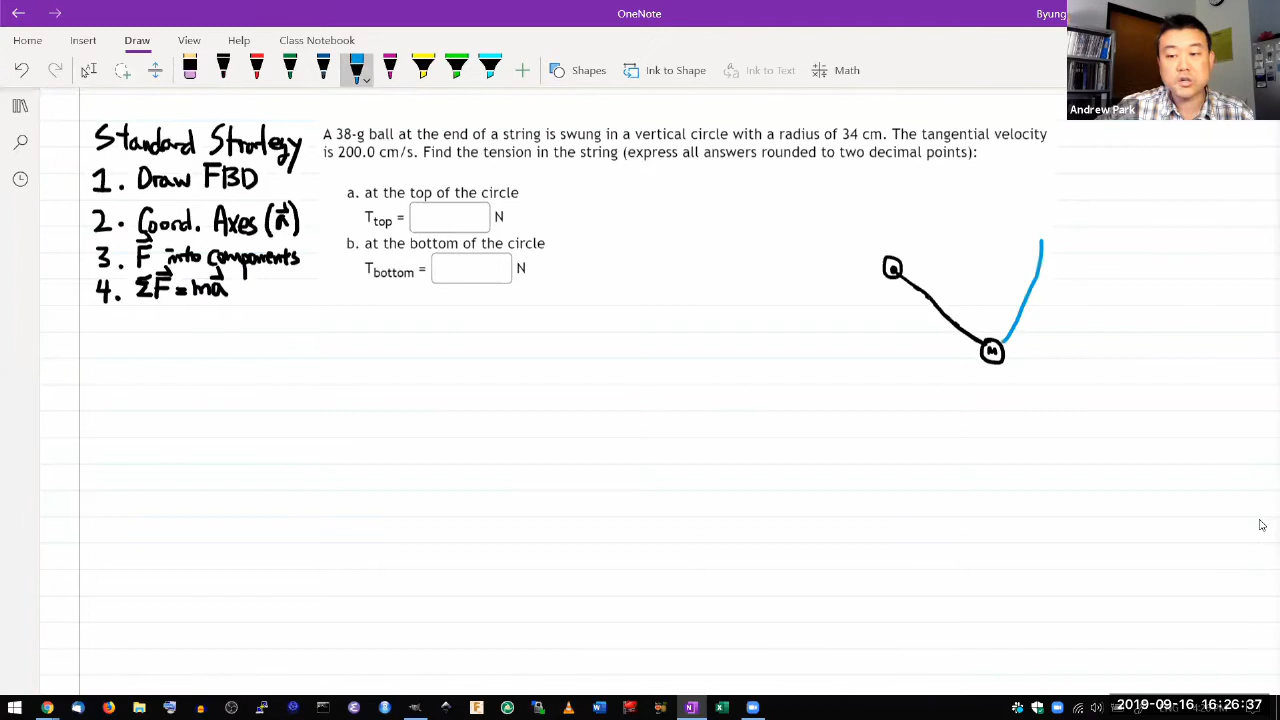 OneNote
Byung
Home Insert Draw View Help Class Notebook
Shapes Ink to Shape Ink to Text Math
Andrew Park
Standard Strategy
1. Draw FBD
2. Coord. Axes (a⃗)
3. F⃗ into components
4. ΣF⃗ = ma⃗
A 38-g ball at the end of a string is swung in a vertical circle with a radius of 34 cm. The tangential velocity
is 200.0 cm/s. Find the tension in the string (express all answers rounded to two decimal points):
a. at the top of the circle
Ttop = N
b. at the bottom of the circle
Tbottom = N
M
2019-09-16 16:26:37